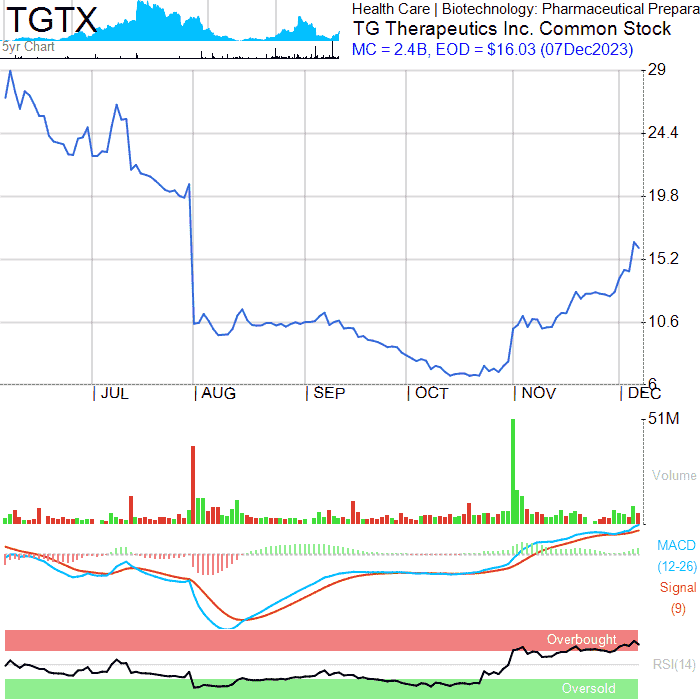 TGTX
5yr Chart
Health Care | Biotechnology: Pharmaceutical Prepara
TG Therapeutics Inc. Common Stock
MC = 2.4B, EOD = $16.03 (07Dec2023)
29
24.4
19.8
15.2
10.6
6
JUL AUG SEP OCT NOV DEC
51M
Volume
MACD
(12-26)
Signal
(9)
Overbought
RSI(14)
Oversold